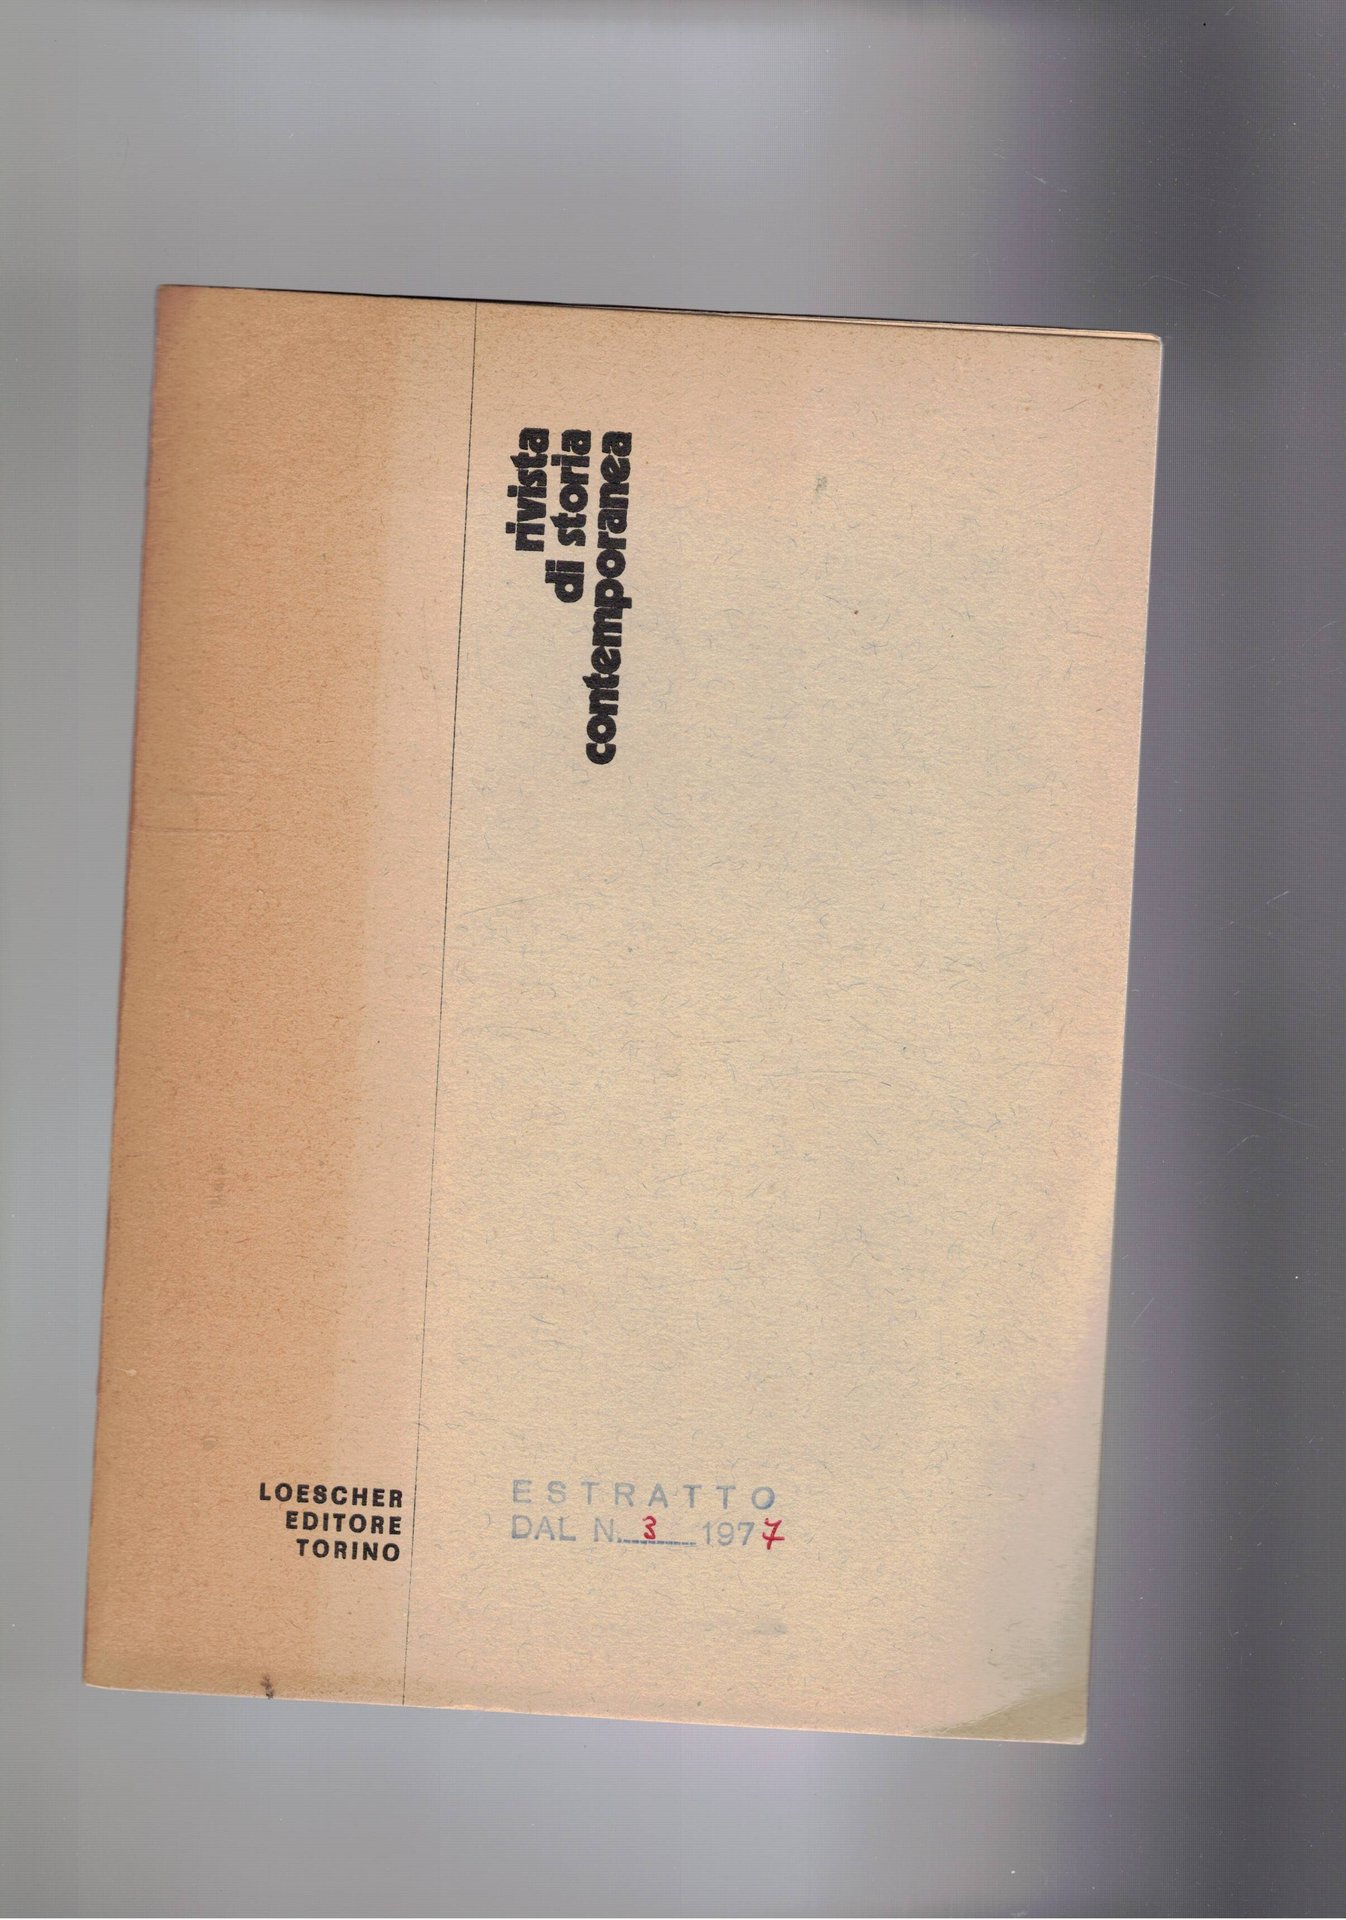 rivista
di storia
contemporanea
LOESCHER
EDITORE
TORINO
ESTRATTO
DAL N. 3 1977